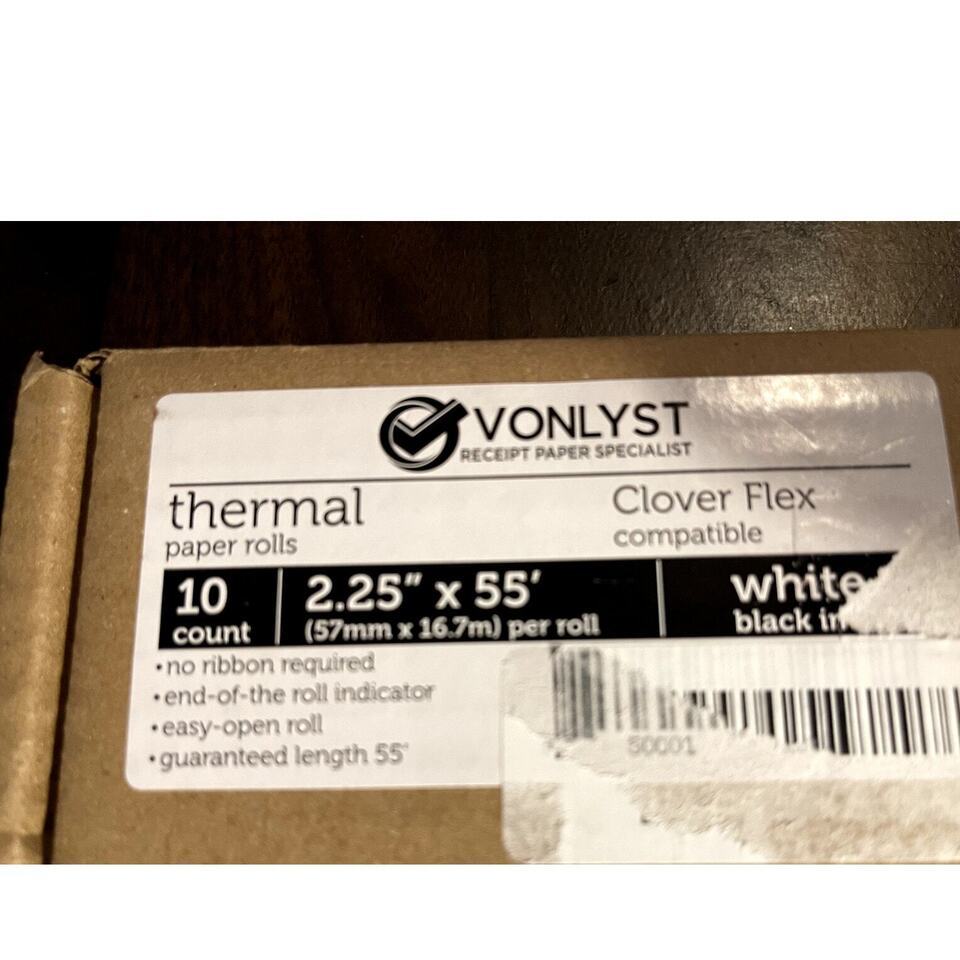 VONLYST
RECEIPT PAPER SPECIALIST
thermal
paper rolls
Clover Flex
compatible
10
count
2.25" x 55'
(57mm x 16.7m) per roll
white
black
•no ribbon required
•end-of-the roll indicator
•easy-open roll
•guaranteed length 55'
50001